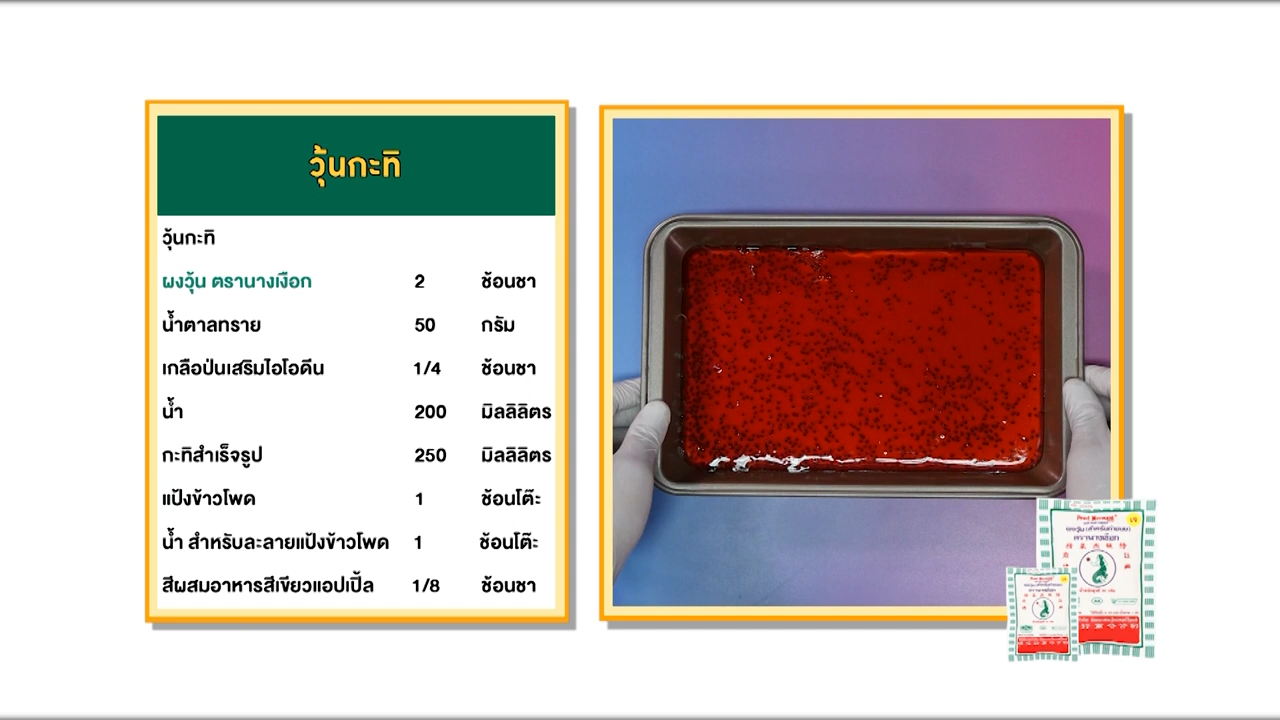 วุ้นกะทิ
วุ้นกะทิ
ผงวุ้น ตรานางเงือก 2 ช้อนชา
น้ำตาลทราย 50 กรัม
เกลือป่นเสริมไอโอดีน 1/4 ช้อนชา
น้ำ 200 มิลลิลิตร
กะทิสำเร็จรูป 250 มิลลิลิตร
แป้งข้าวโพด 1 ช้อนโต๊ะ
น้ำ สำหรับละลายแป้งข้าวโพด 1 ช้อนโต๊ะ
สีผสมอาหารสีเขียวแอปเปิ้ล 1/8 ช้อนชา
Pearl Mermaid
ตรานางเงือก